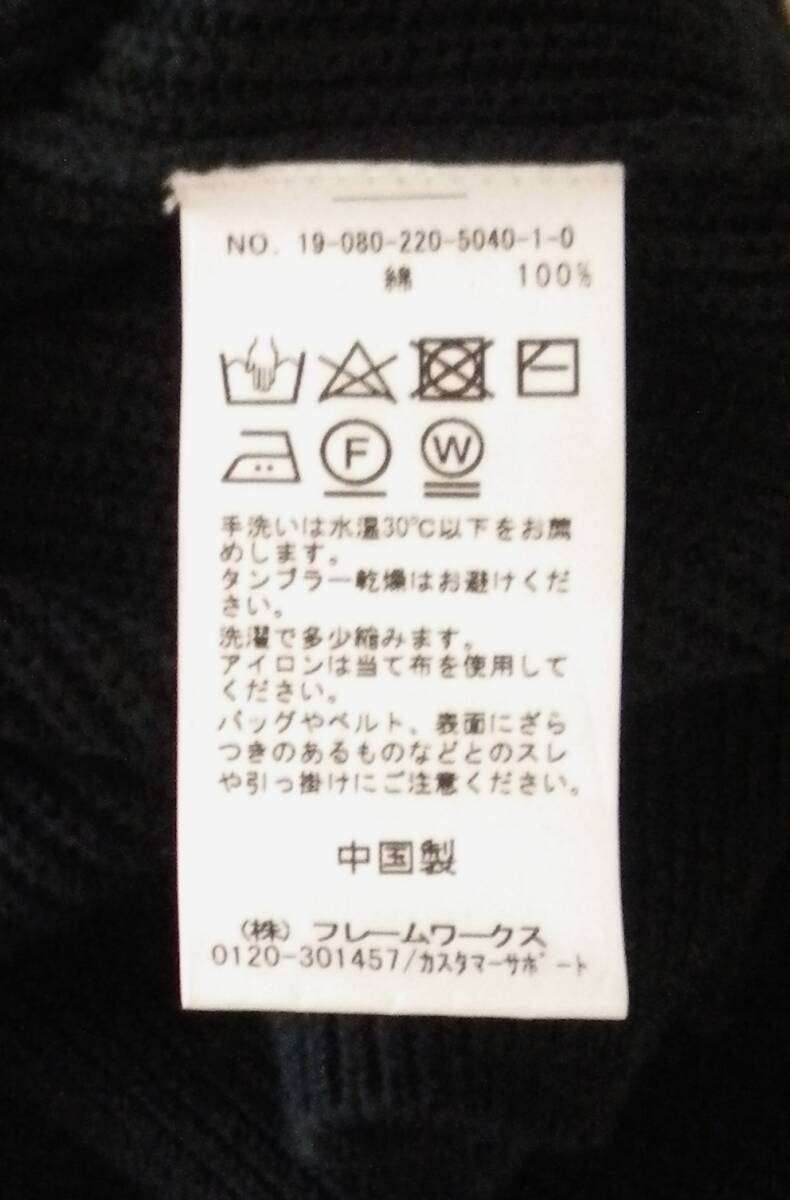 NO. 19-080-220-5040-1-0
綿 100%
F W
手洗いは水温30℃以下をお薦
めします。
タンブラー乾燥はお避けくだ
さい。
洗濯で多少縮みます。
アイロンは当て布を使用して
ください。
バッグやベルト、表面にざら
つきのあるものなどとのスレ
や引っ掛けにご注意ください。
中国製
(株) フレームワークス
0120-301457/カスタマーサポート